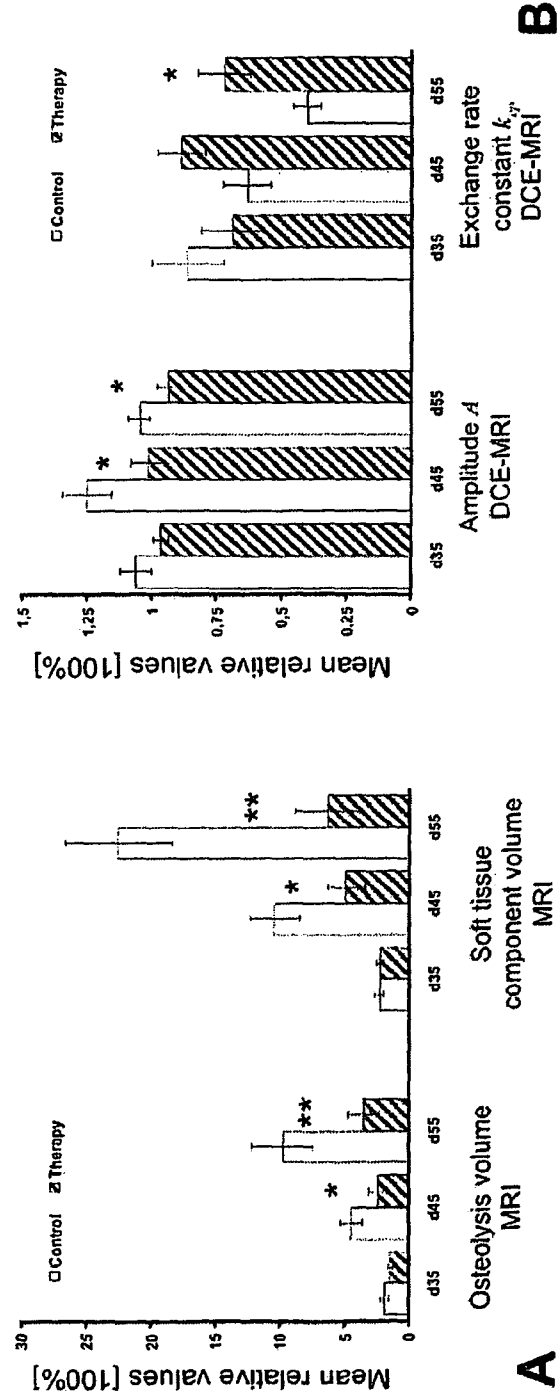 A
Mean relative values [100%]
30
25
20
15
10
5
0
Control Therapy
* ** * **
d35 d45 d55 d35 d45 d55
Osteolysis volume
MRI
Soft tissue
component volume
MRI
B
Mean relative values [100%]
1,5
1,25
1
0,75
0,5
0,25
0
Control Therapy
* * *
d35 d45 d55 d35 d45 d55
Amplitude A
DCE-MRI
Exchange rate
constant
DCE-MRI